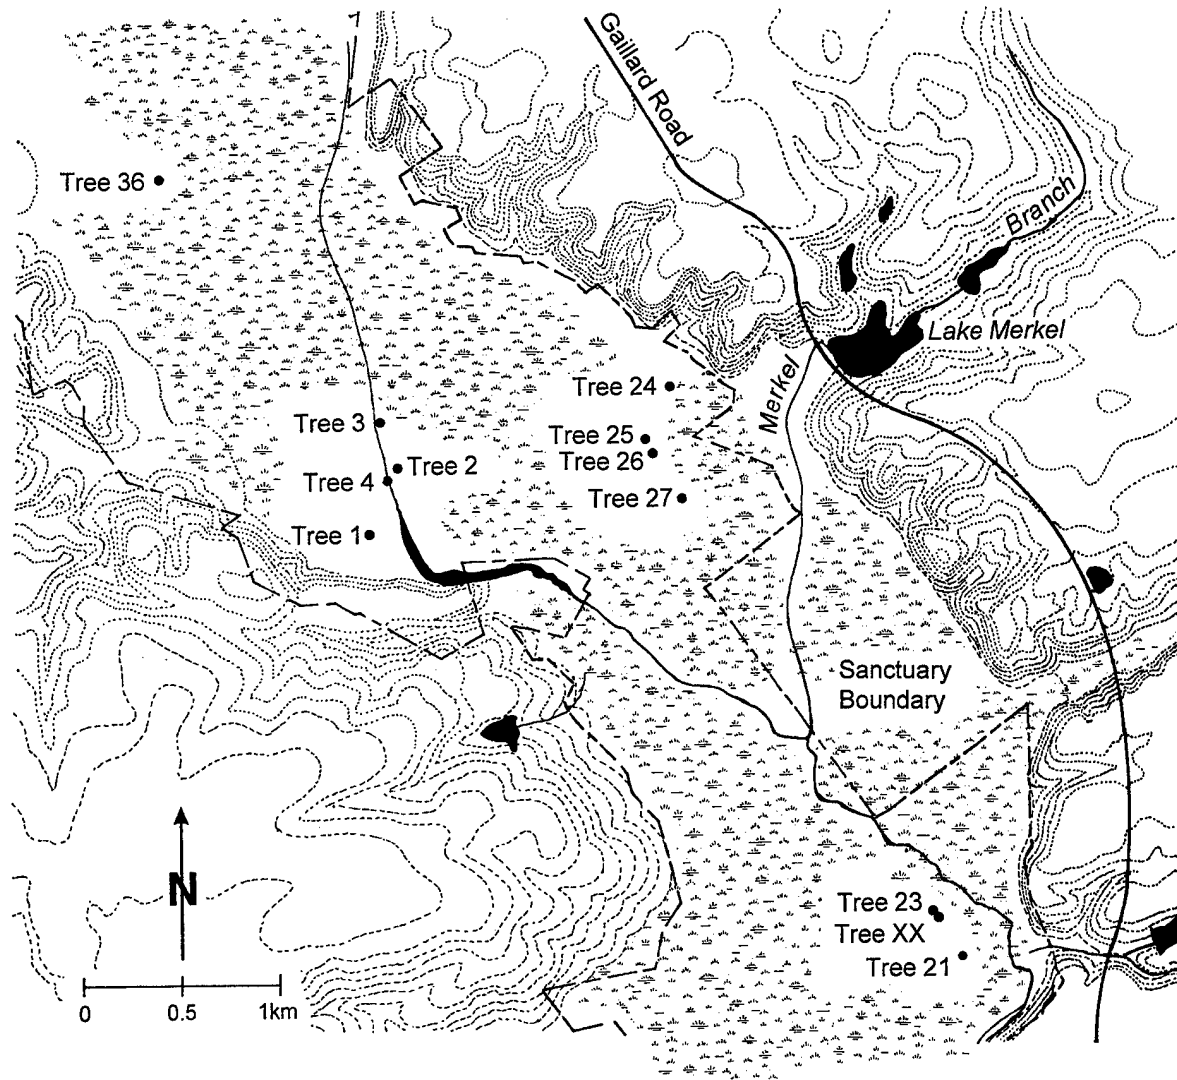 Gaillard Road
Tree 36
Branch
Lake Merkel
Merkel
Tree 24
Tree 3
Tree 25
Tree 2
Tree 26
Tree 4
Tree 27
Tree 1
Sanctuary
Boundary
N
Tree 23
Tree XX
Tree 21
0 0.5 1km